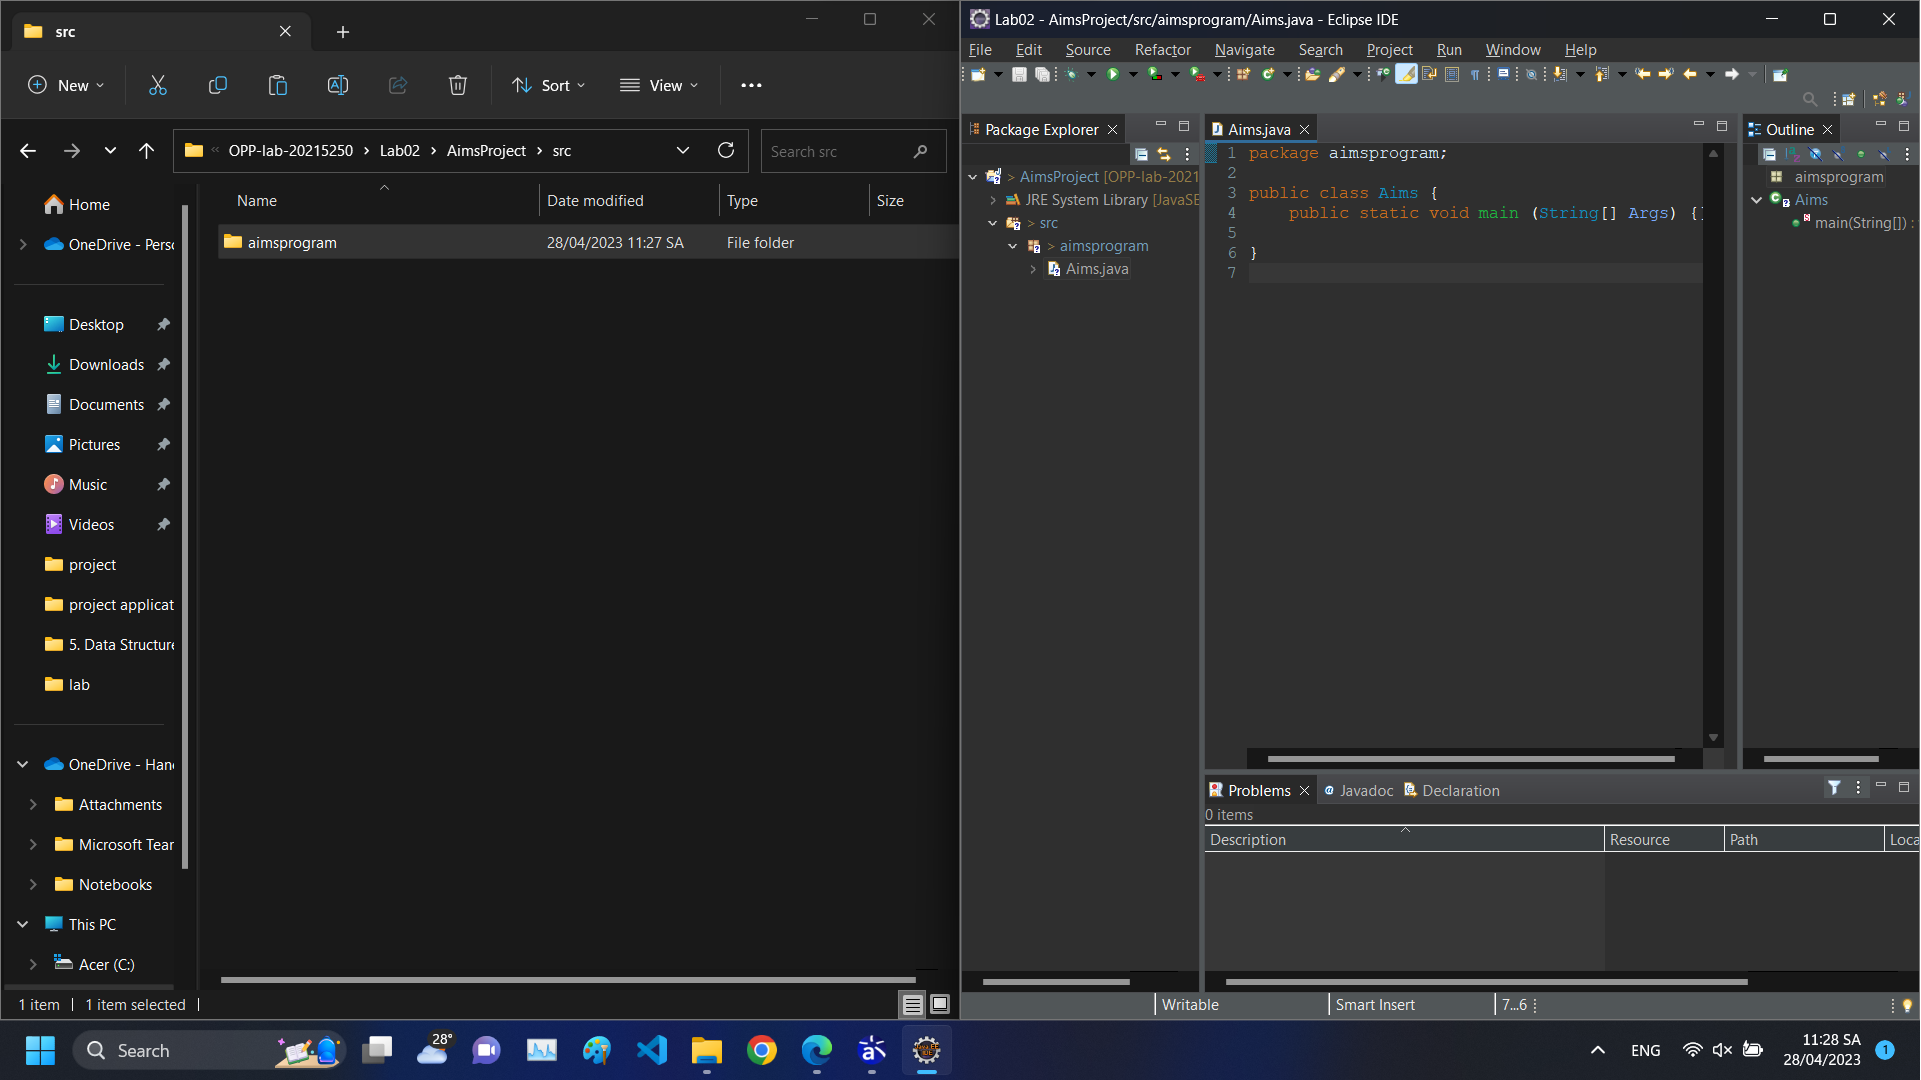 src
New
Sort
View
OPP-lab-20215250 > Lab02 > AimsProject > src
Search src
Name
Date modified
Type
Size
aimsprogram
28/04/2023 11:27 SA
File folder
Home
OneDrive - Perso
Desktop
Downloads
Documents
Pictures
Music
Videos
project
project applicat
5. Data Structure
lab
OneDrive - Hano
Attachments
Microsoft Tear
Notebooks
This PC
Acer (C:)
1 item
1 item selected
Lab02 - AimsProject/src/aimsprogram/Aims.java - Eclipse IDE
File Edit Source Refactor Navigate Search Project Run Window Help
Package Explorer
> AimsProject [OPP-lab-2021
JRE System Library [JavaSE
> src
> aimsprogram
Aims.java
Aims.java
1 package aimsprogram;
2
3 public class Aims {
4 public static void main (String[] Args) {}
5
6 }
7
Outline
aimsprogram
Aims
main(String[]) :
Problems
@ Javadoc
Declaration
0 items
Description
Resource
Path
Loca
Writable
Smart Insert
7...6
Search
28°
ENG
11:28 SA
28/04/2023
1